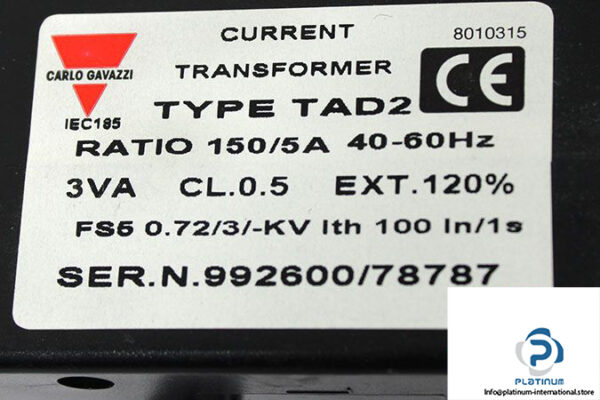 CARLO GAVAZZI
IEC185
CURRENT
TRANSFORMER
8010315
CE
TYPE TAD2
RATIO 150/5A 40-60Hz
3VA CL.0.5 EXT.120%
FS5 0.72/3/-KV Ith 100 In/1s
SER.N.992600/78787
PLATINUM
https://platinum-international.store